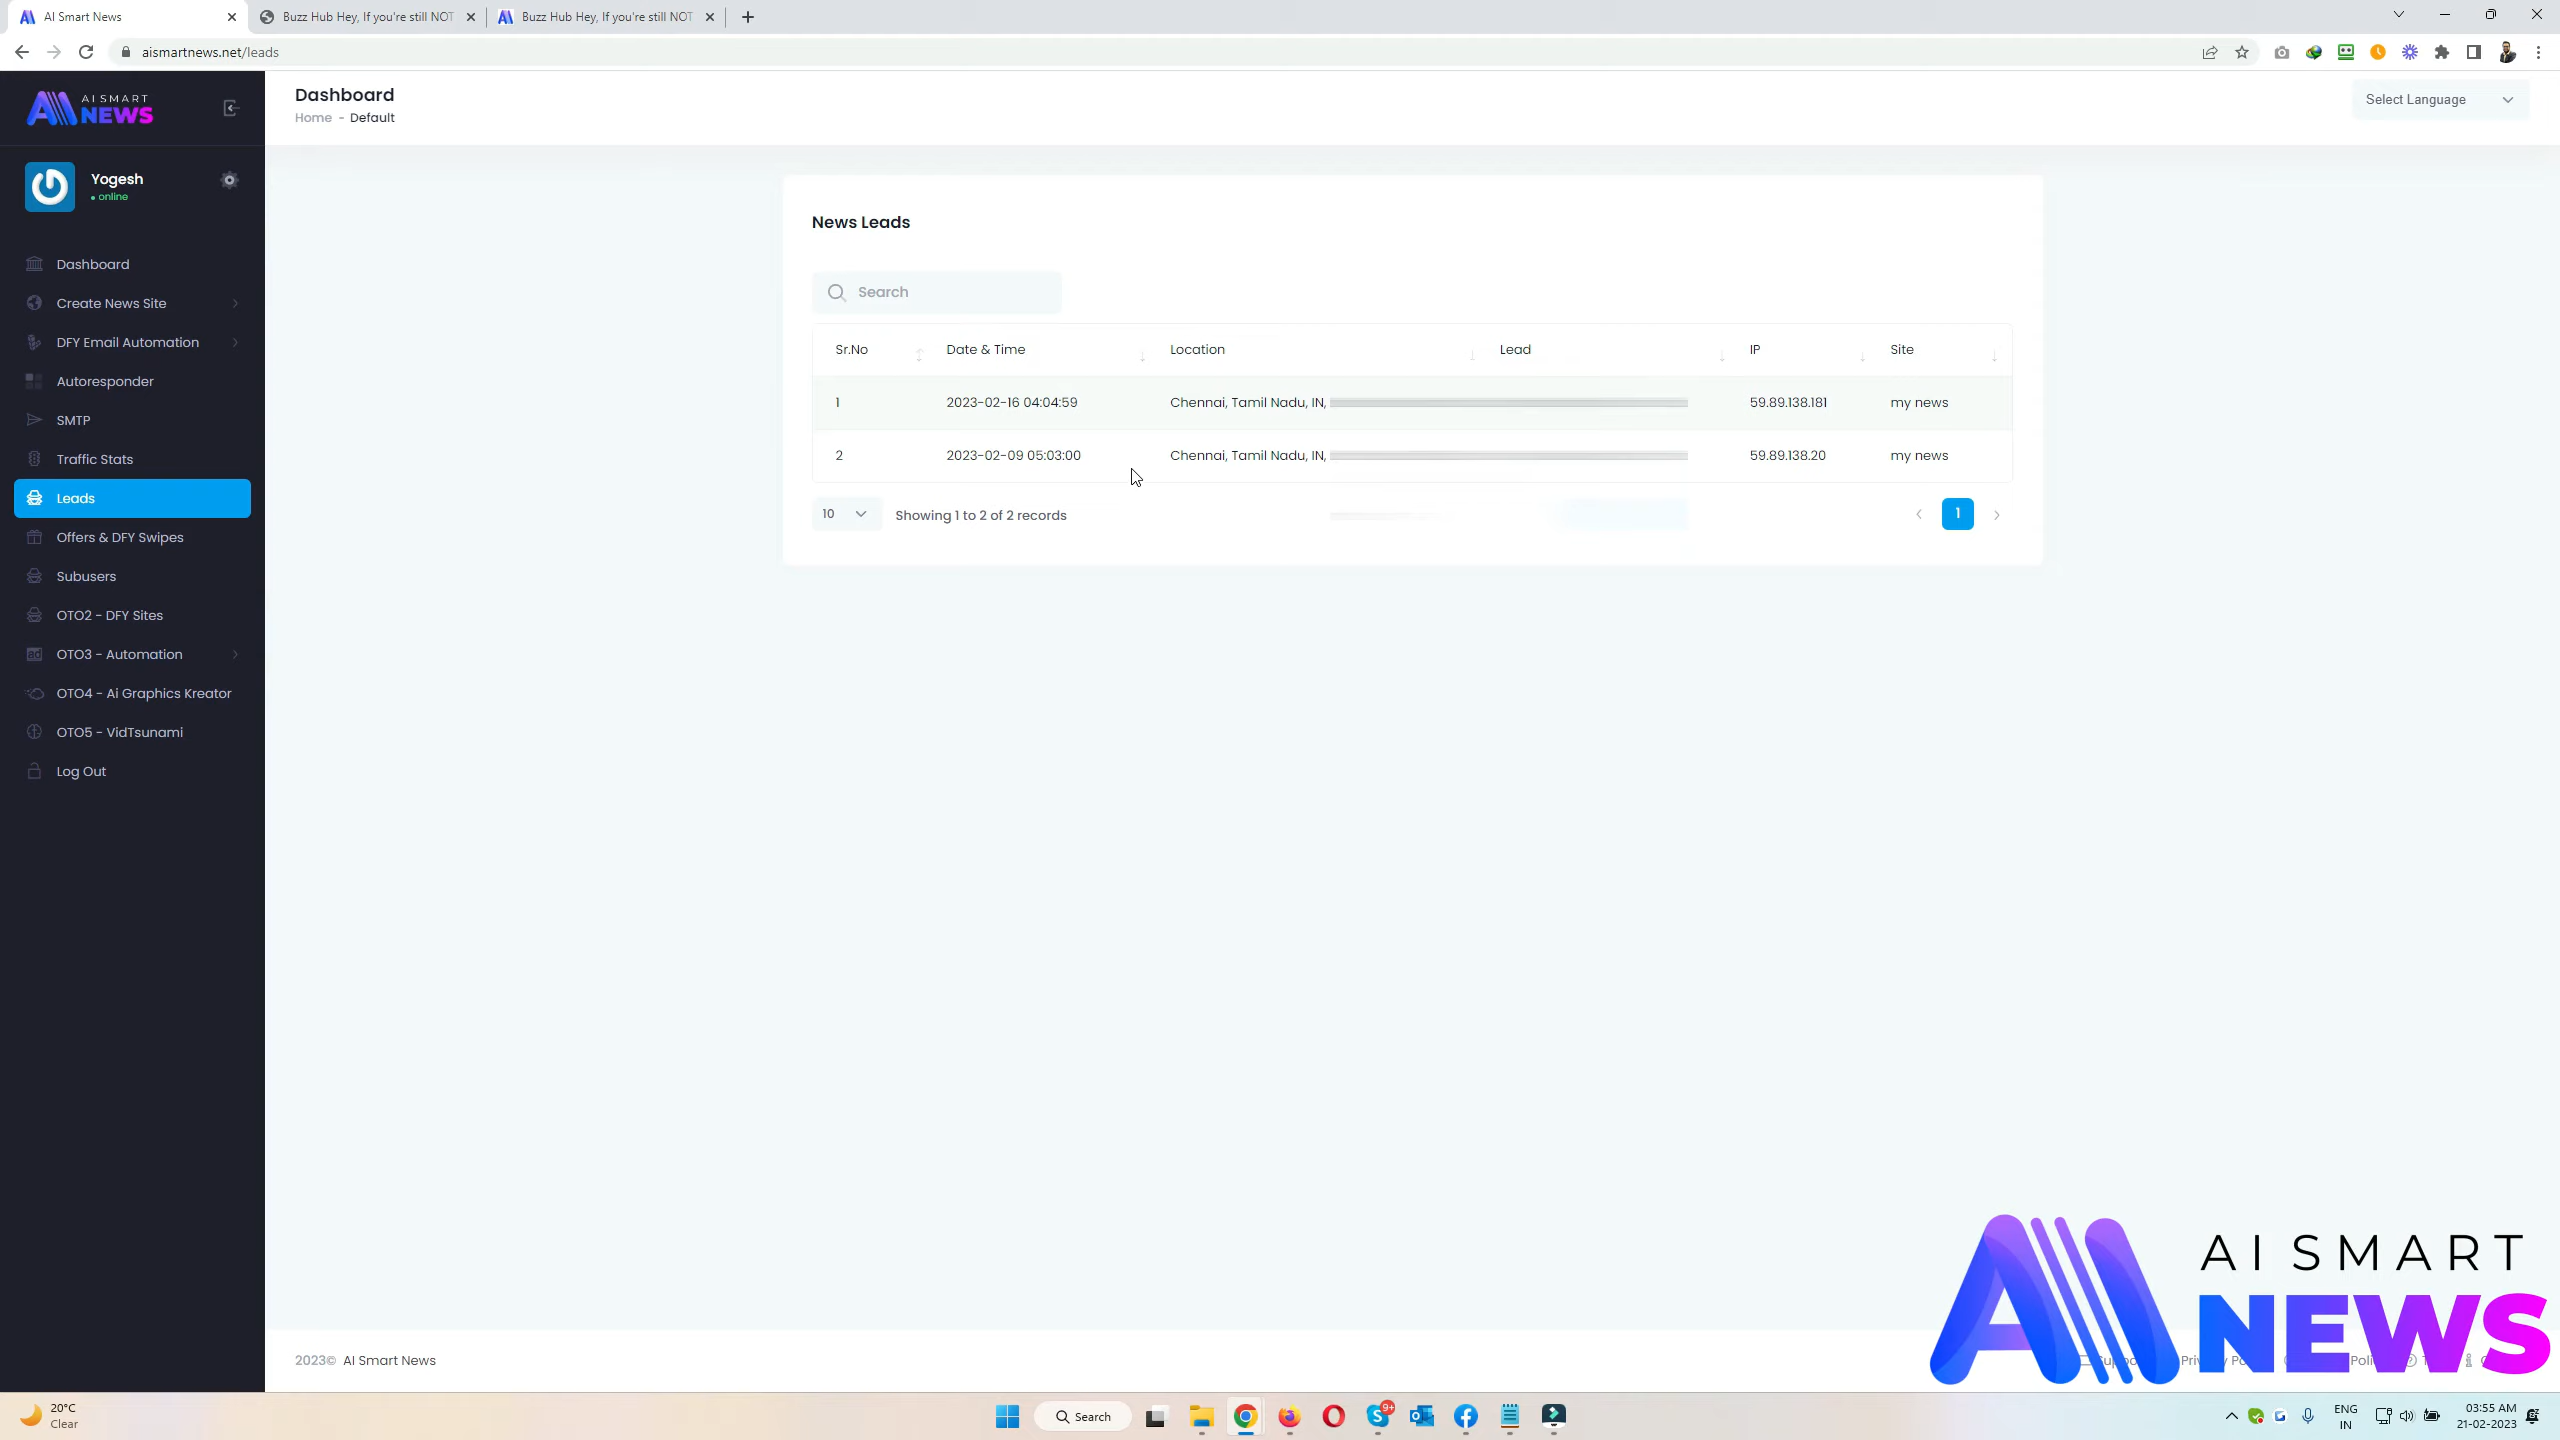 AI Smart News
Buzz Hub Hey, If you're still NOT
Buzz Hub Hey, If you're still NOT
aismartnews.net/leads
AI SMART
NEWS
Dashboard
Home - Default
Select Language
Yogesh
online
Dashboard
Create News Site
DFY Email Automation
Autoresponder
SMTP
Traffic Stats
Leads
Offers & DFY Swipes
Subusers
OTO2 - DFY Sites
OTO3 - Automation
OTO4 - Ai Graphics Kreator
OTO5 - VidTsunami
Log Out
News Leads
Search
Sr.No Date & Time Location Lead IP Site
1 2023-02-16 04:04:59 Chennai, Tamil Nadu, IN, 59.89.138.181 my news
2 2023-02-09 05:03:00 Chennai, Tamil Nadu, IN, 59.89.138.20 my news
10 Showing 1 to 2 of 2 records 1
AI SMART
NEWS
2023© AI Smart News
20°C
Clear
Search
9+
ENG
IN
03:55 AM
21-02-2023